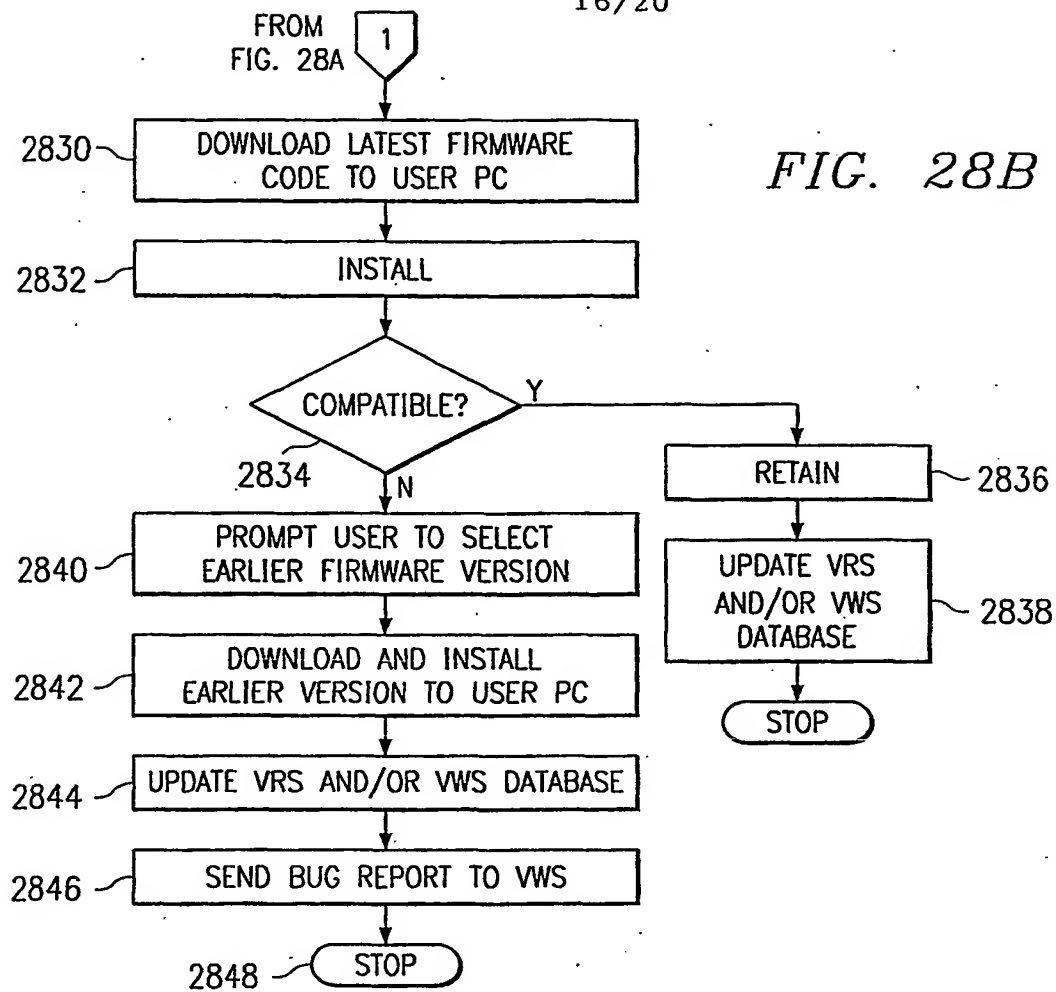 16/20
FROM
FIG. 28A
1
2830
DOWNLOAD LATEST FIRMWARE
CODE TO USER PC
FIG. 28B
2832
INSTALL
COMPATIBLE?
Y
2834
N
RETAIN
2836
2840
PROMPT USER TO SELECT
EARLIER FIRMWARE VERSION
UPDATE VRS
AND/OR VWS
DATABASE
2838
2842
DOWNLOAD AND INSTALL
EARLIER VERSION TO USER PC
STOP
2844
UPDATE VRS AND/OR VWS DATABASE
2846
SEND BUG REPORT TO VWS
2848
STOP